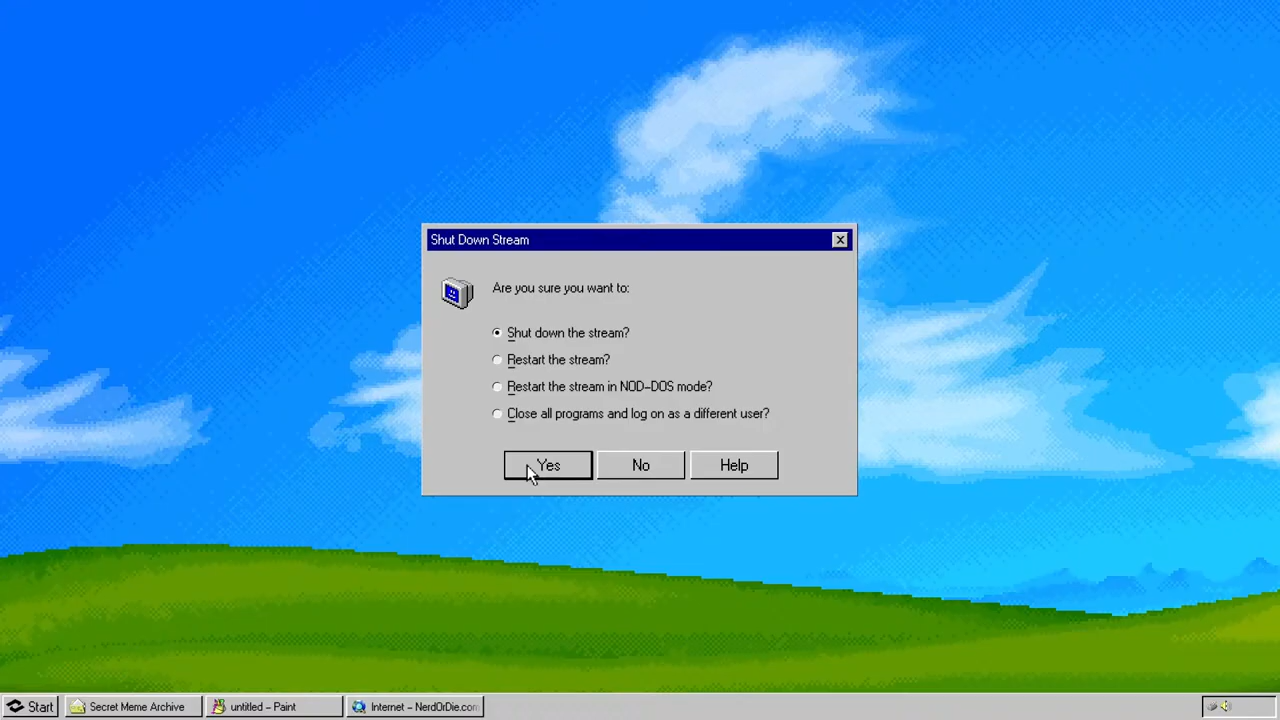 Shut Down Stream
Are you sure you want to:
Shut down the stream?
Restart the stream?
Restart the stream in NOD-DOS mode?
Close all programs and log on as a different user?
Yes No Help
Start Secret Meme Archive untitled - Paint Internet - NerdOrDie.com